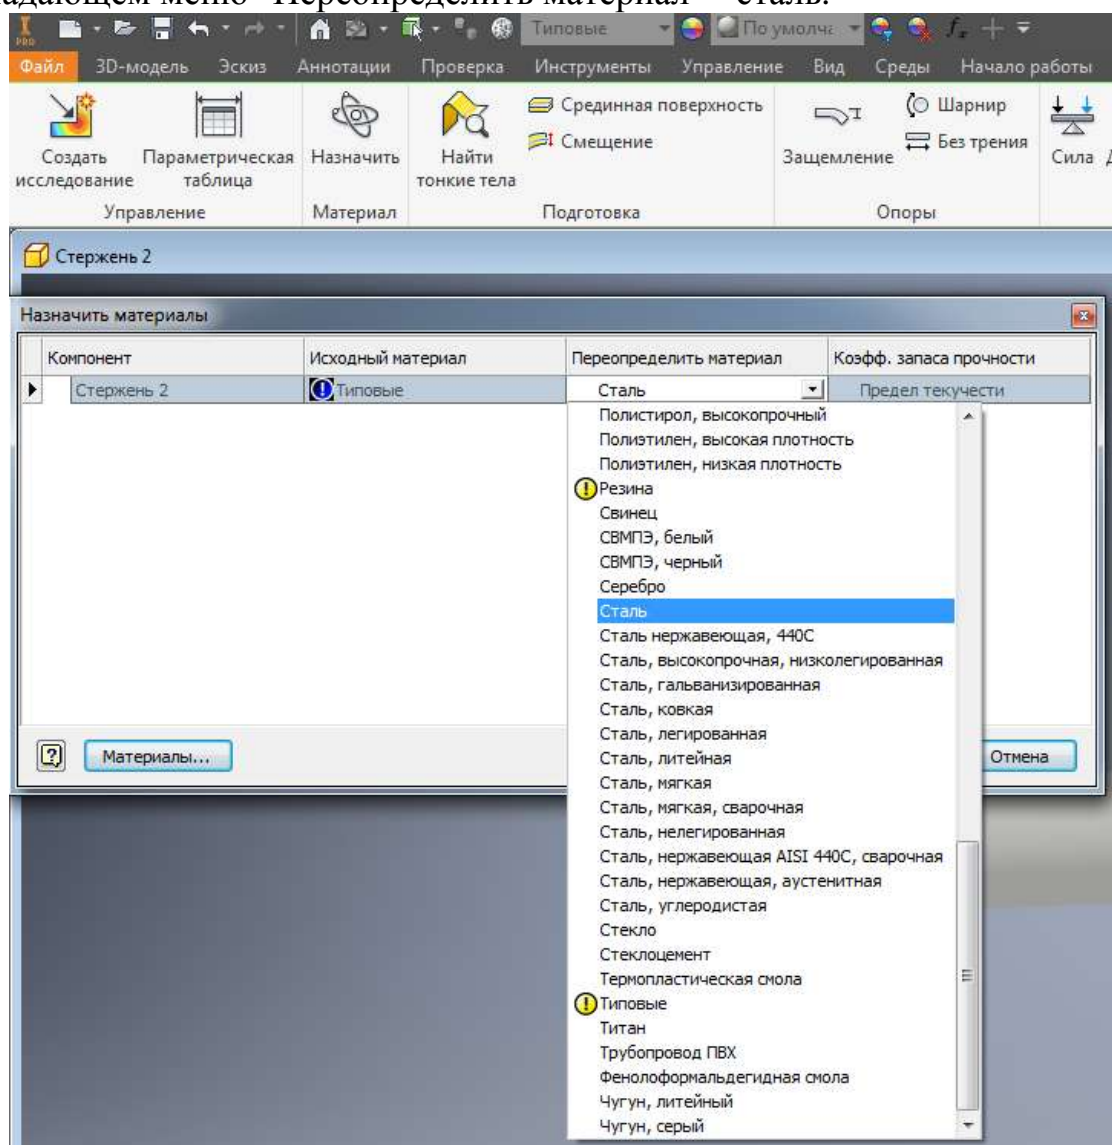 меню Переопределить материал – сталь.
PRO
Типовые
По умолча
Файл 3D-модель Эскиз Аннотации Проверка Инструменты Управление Вид Среды Начало работы
Создать исследование
Параметрическая таблица
Назначить
Найти тонкие тела
Срединная поверхность
Смещение
Защемление
Шарнир
Без трения
Сила
Управление Материал Подготовка Опоры
Стержень 2
Назначить материалы
Компонент Исходный материал Переопределить материал Коэфф. запаса прочности
Стержень 2 Типовые Сталь Предел текучести
Полистирол, высокопрочный
Полиэтилен, высокая плотность
Полиэтилен, низкая плотность
Резина
Свинец
СВМПЭ, белый
СВМПЭ, черный
Серебро
Сталь
Сталь нержавеющая, 440C
Сталь, высокопрочная, низколегированная
Сталь, гальванизированная
Сталь, ковкая
Сталь, легированная
Сталь, литейная
Сталь, мягкая
Сталь, мягкая, сварочная
Сталь, нелегированная
Сталь, нержавеющая AISI 440C, сварочная
Сталь, нержавеющая, аустенитная
Сталь, углеродистая
Стекло
Стеклоцемент
Термопластическая смола
Типовые
Титан
Трубопровод ПВХ
Фенолоформальдегидная смола
Чугун, литейный
Чугун, серый
Материалы...
Отмена